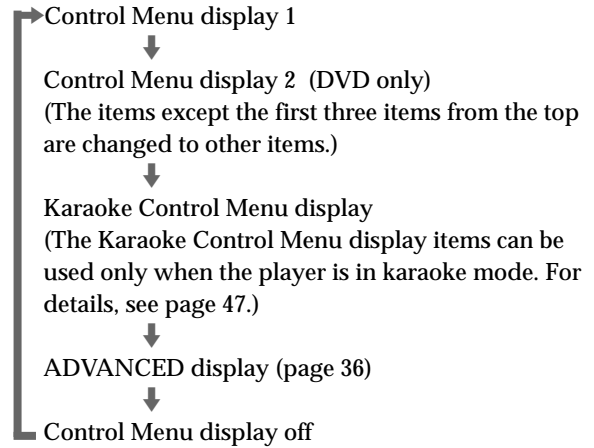 Control Menu display 1
Control Menu display 2 (DVD only)
(The items except the first three items from the top
are changed to other items.)
Karaoke Control Menu display
(The Karaoke Control Menu display items can be
used only when the player is in karaoke mode. For
details, see page 47.)
ADVANCED display (page 36)
Control Menu display off